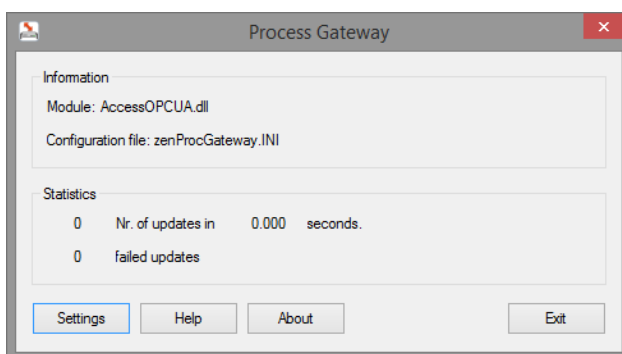 Process Gateway
Information
Module: AccessOPCUA.dll
Configuration file: zenProcGateway.INI
Statistics
0 Nr. of updates in 0.000 seconds.
0 failed updates
Settings Help About Exit